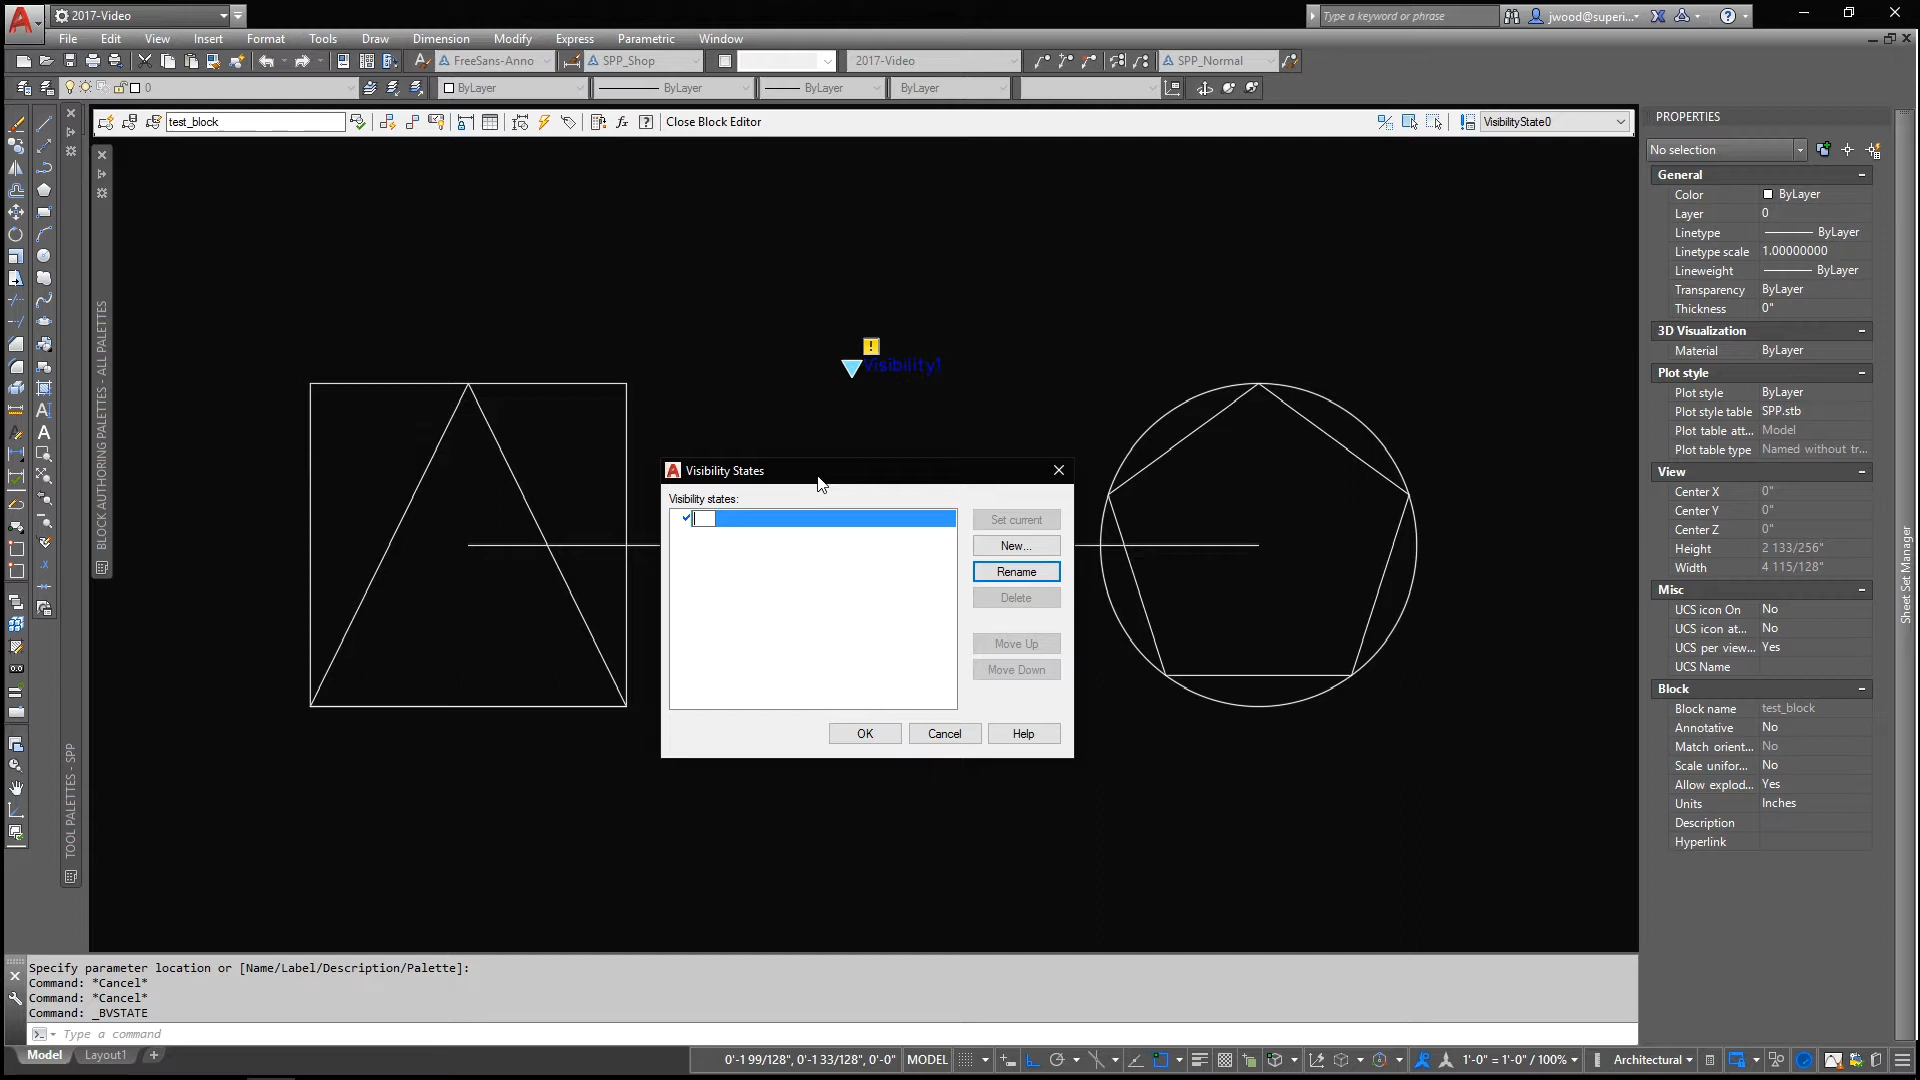 2017-Video
Type a keyword or phrase
jwood@superi...
File Edit View Insert Format Tools Draw Dimension Modify Express Parametric Window
FreeSans-Anno
SPP_Shop
2017-Video
SPP_Normal
0
ByLayer
ByLayer
ByLayer
ByLayer
test_block
Close Block Editor
VisibilityState0
BLOCK AUTHORING PALETTES - ALL PALETTES
TOOL PALETTES - SPP
Visibility1
Visibility States
Visibility states:
Set current
New...
Rename
Delete
Move Up
Move Down
OK Cancel Help
PROPERTIES
No selection
General
Color ByLayer
Layer 0
Linetype ByLayer
Linetype scale 1.00000000
Lineweight ByLayer
Transparency ByLayer
Thickness 0"
3D Visualization
Material ByLayer
Plot style
Plot style ByLayer
Plot style table SPP.stb
Plot table att... Model
Plot table type Named without tr...
View
Center X 0"
Center Y 0"
Center Z 0"
Height 2 133/256"
Width 4 115/128"
Misc
UCS icon On No
UCS icon at... No
UCS per view... Yes
UCS Name
Block
Block name test_block
Annotative No
Match orient... No
Scale unifor... No
Allow explod... Yes
Units Inches
Description
Hyperlink
Sheet Set Manager
Specify parameter location or [Name/Label/Description/Palette]:
Command: *Cancel*
Command: *Cancel*
Command: _BVSTATE
Type a command
Model Layout1 +
0'-1 99/128", 0'-1 33/128", 0'-0" MODEL 1'-0" = 1'-0" / 100% Architectural